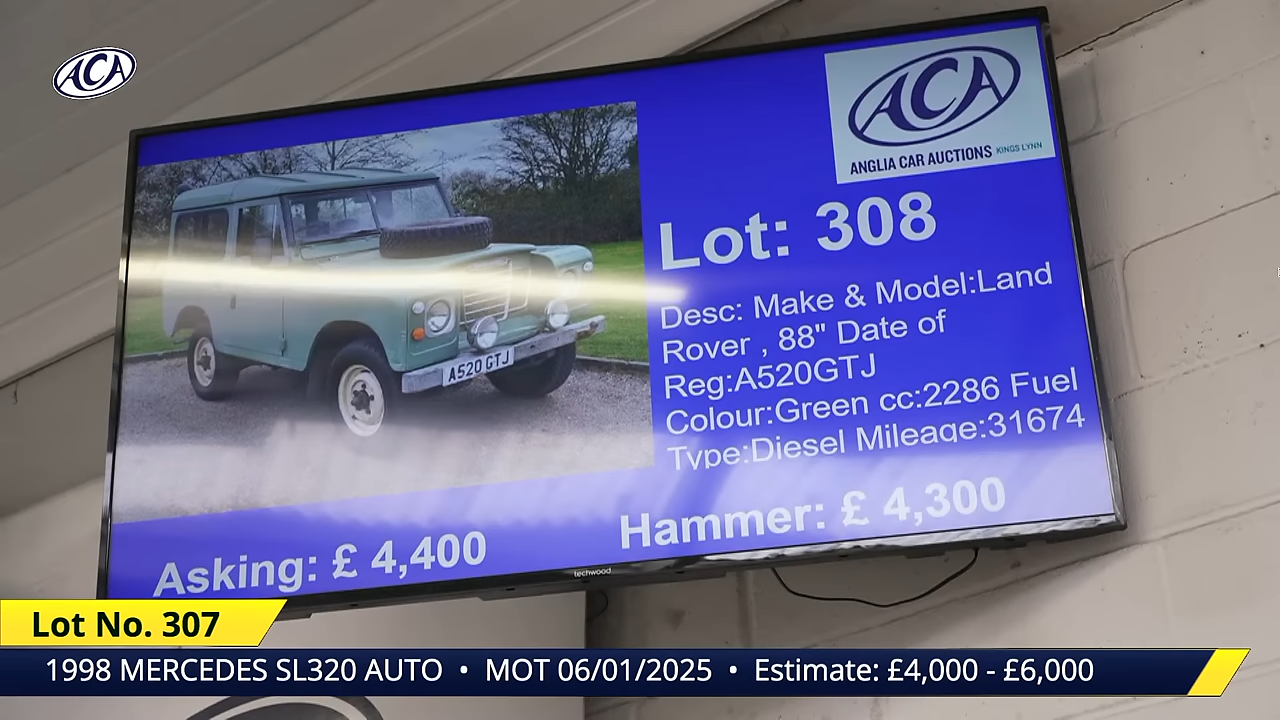 ACA
ACA
ANGLIA CAR AUCTIONS KINGS LYNN
Lot: 308
Desc: Make & Model:Land
Rover , 88" Date of
Reg:A520GTJ
Colour:Green cc:2286 Fuel
Type:Diesel Mileage:31674
A520 GTJ
Asking: £ 4,400
Hammer: £ 4,300
techwood
Lot No. 307
1998 MERCEDES SL320 AUTO • MOT 06/01/2025 • Estimate: £4,000 - £6,000